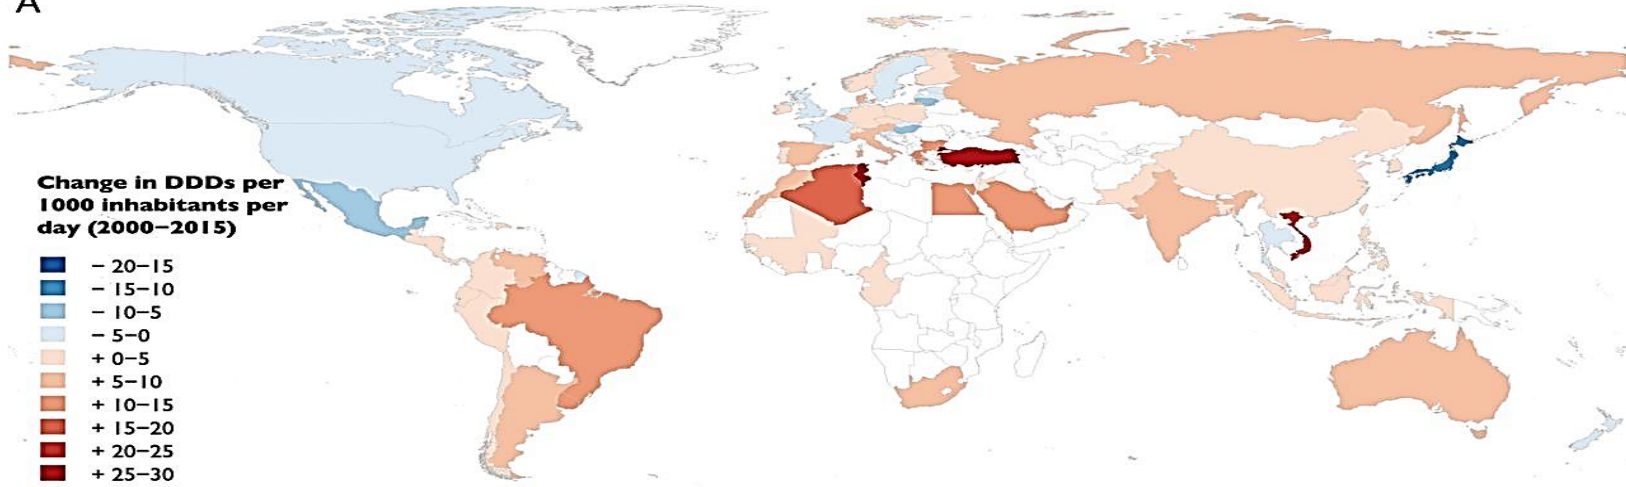 A
Change in DDDs per
1000 inhabitants per
day (2000–2015)
– 20–15
– 15–10
– 10–5
– 5–0
+ 0–5
+ 5–10
+ 10–15
+ 15–20
+ 20–25
+ 25–30